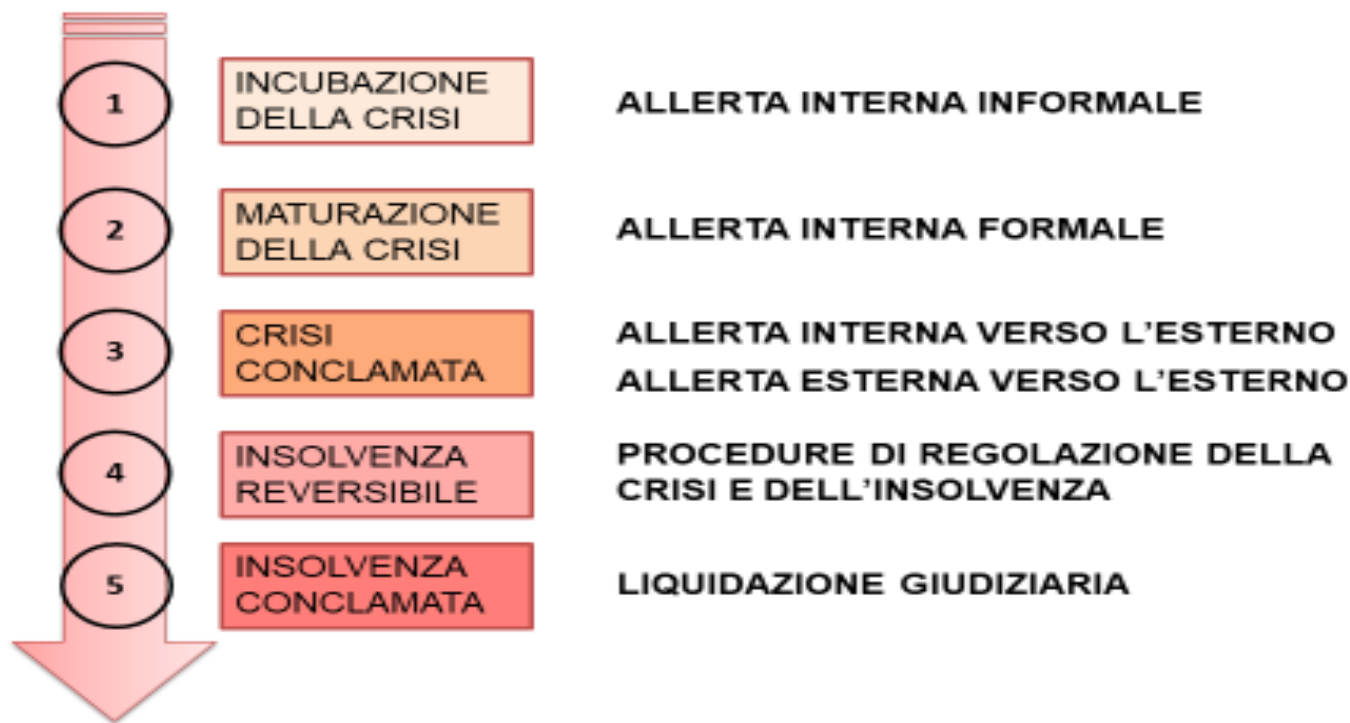 1
INCUBAZIONE
DELLA CRISI
ALLERTA INTERNA INFORMALE
2
MATURAZIONE
DELLA CRISI
ALLERTA INTERNA FORMALE
3
CRISI
CONCLAMATA
ALLERTA INTERNA VERSO L'ESTERNO
ALLERTA ESTERNA VERSO L'ESTERNO
4
INSOLVENZA
REVERSIBILE
PROCEDURE DI REGOLAZIONE DELLA
CRISI E DELL'INSOLVENZA
5
INSOLVENZA
CONCLAMATA
LIQUIDAZIONE GIUDIZIARIA